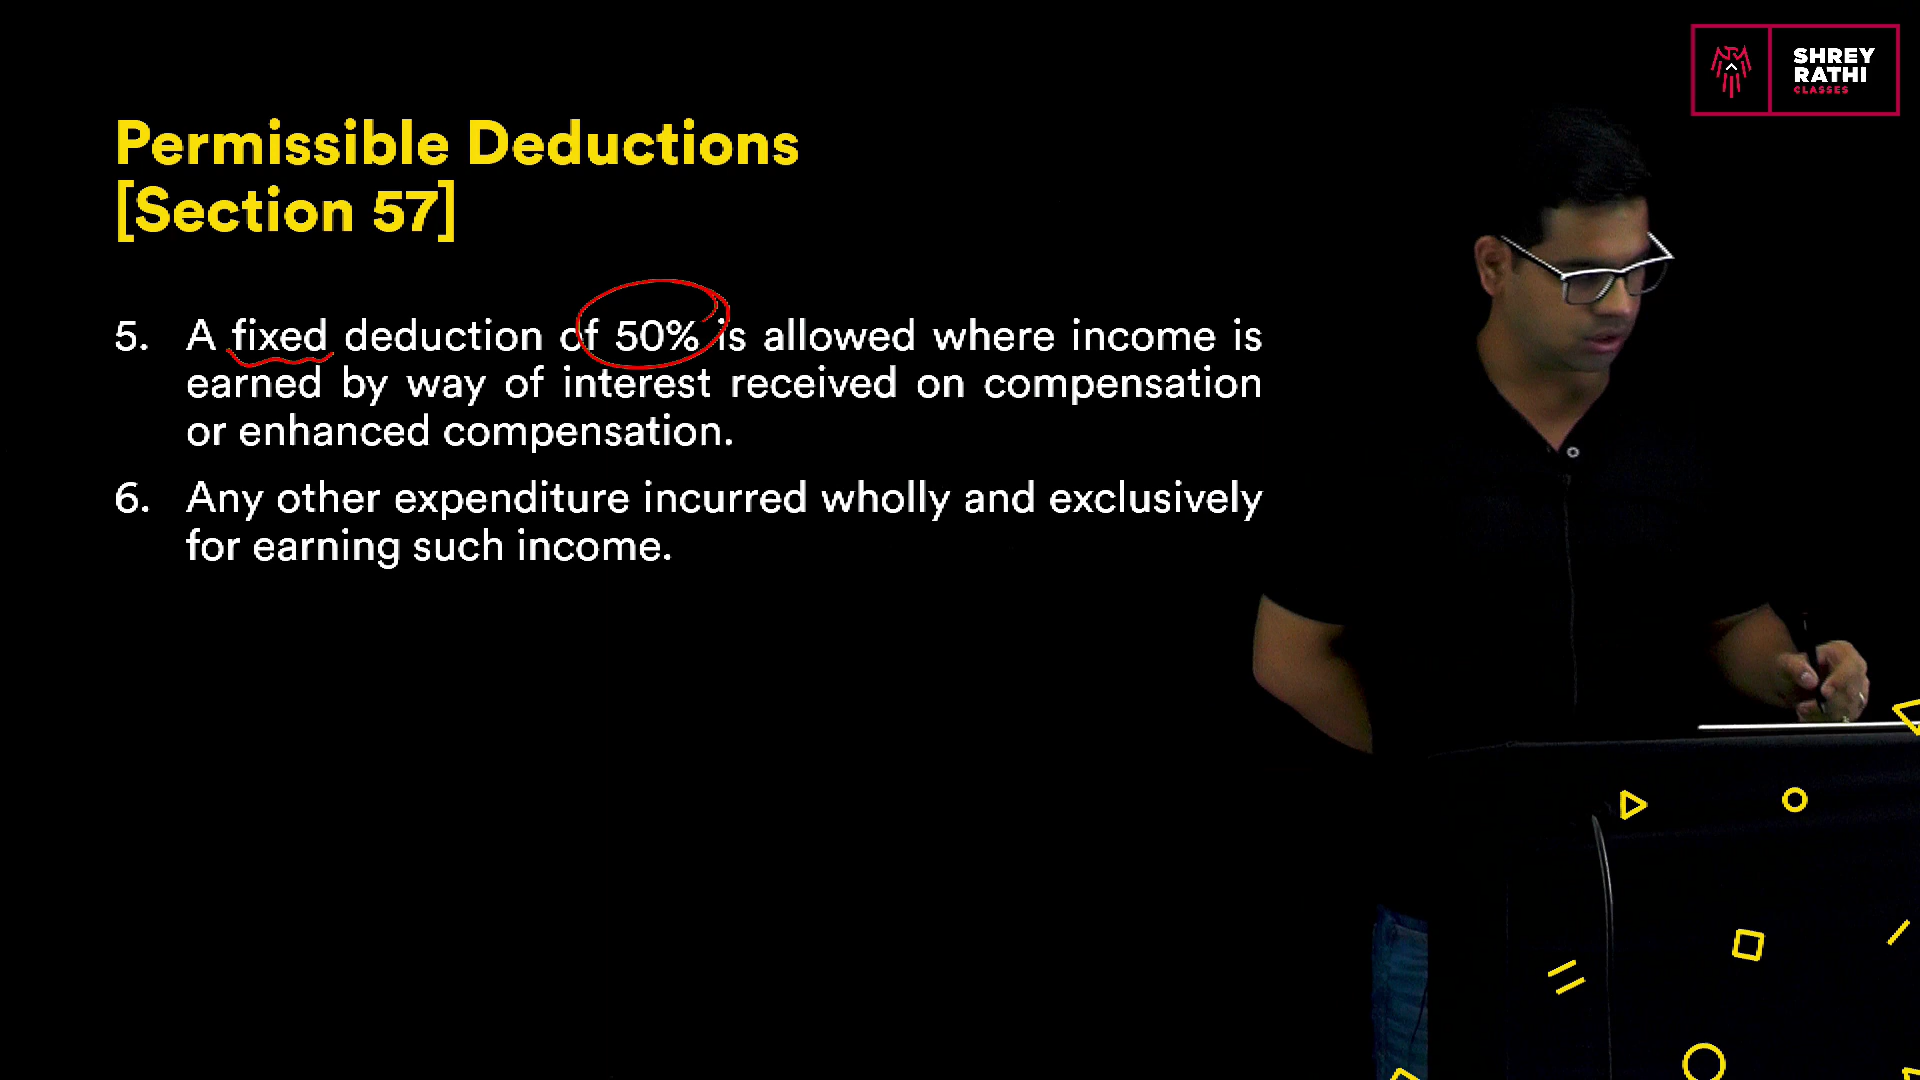 SHREY
RATHI
CLASSES
Permissible Deductions
[Section 57]
5. A fixed deduction of 50% is allowed where income is
earned by way of interest received on compensation
or enhanced compensation.
6. Any other expenditure incurred wholly and exclusively
for earning such income.